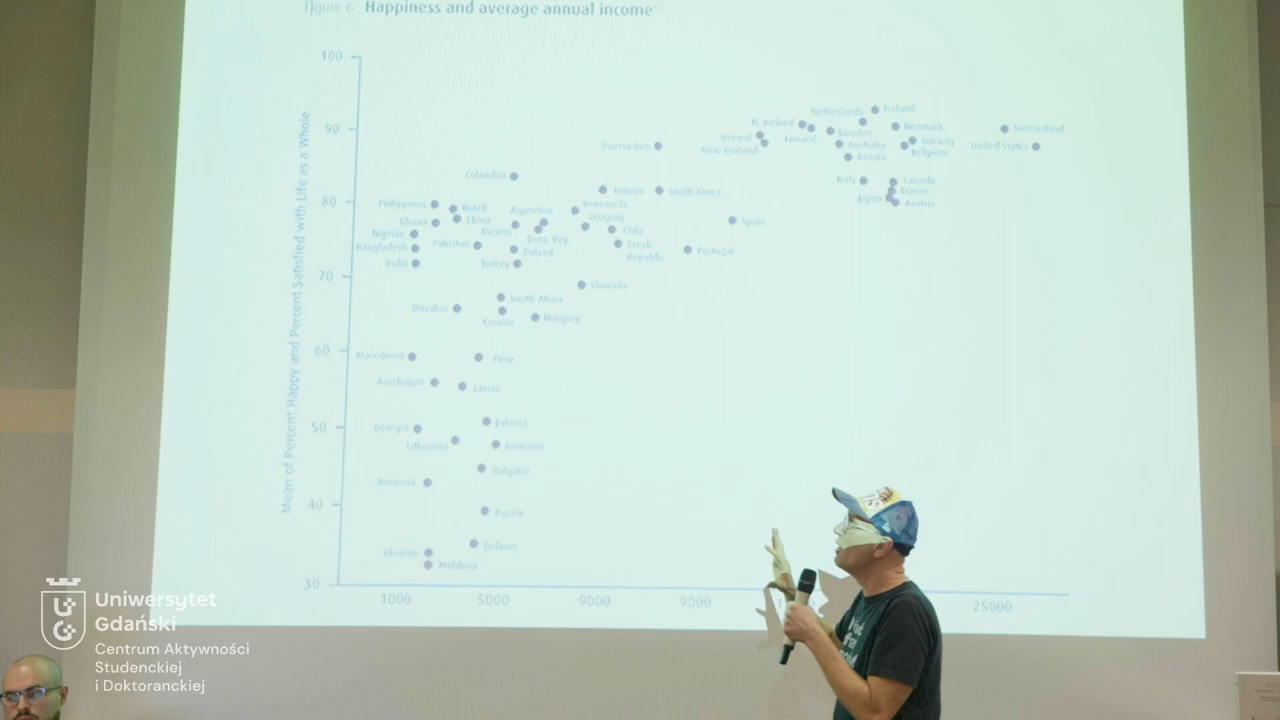 Figure 6 Happiness and average annual income
Mean of Percent Happy and Percent Satisfied with Life as a Whole
100
90
80
70
60
50
40
30
1000
5000
9000
9000
25000
Netherlands
Ireland
N. Ireland
Denmark
Switzerland
Iceland
Finland
Sweden
Norway
New Zealand
Australia
Belgium
United States
Puerto Rico
Britain
Colombia
Italy
Canada
Taiwan
South Korea
France
Japan
Austria
Philippines
Brazil
Venezuela
Ghana
China
Argentina
Uruguay
Spain
Nigeria
Mexico
Dom. Rep
Chile
Bangladesh
Pakistan
Poland
Czech
Republic
Portugal
India
Turkey
Slovenia
Slovakia
South Africa
Croatia
Hungary
Macedonia
Peru
Azerbaijan
Latvia
Georgia
Estonia
Lithuania
Romania
Armenia
Bulgaria
Russia
Ukraine
Belarus
Moldova
Uniwersytet
Gdański
Centrum Aktywności
Studenckiej
i Doktoranckiej